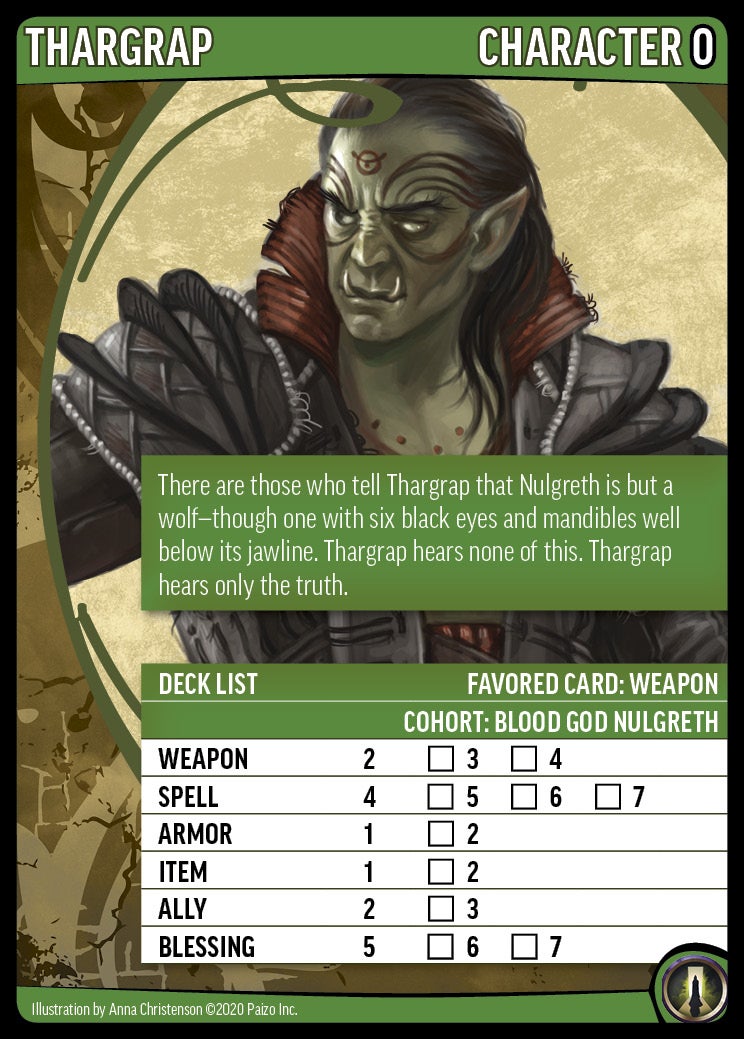 THARGRAP CHARACTER 0
There are those who tell Thargrap that Nulgreth is but a
wolf–though one with six black eyes and mandibles well
below its jawline. Thargrap hears none of this. Thargrap
hears only the truth.
DECK LIST FAVORED CARD: WEAPON
COHORT: BLOOD GOD NULGRETH
WEAPON 2 □ 3 □ 4
SPELL 4 □ 5 □ 6 □ 7
ARMOR 1 □ 2
ITEM 1 □ 2
ALLY 2 □ 3
BLESSING 5 □ 6 □ 7
Illustration by Anna Christenson ©2020 Paizo Inc.